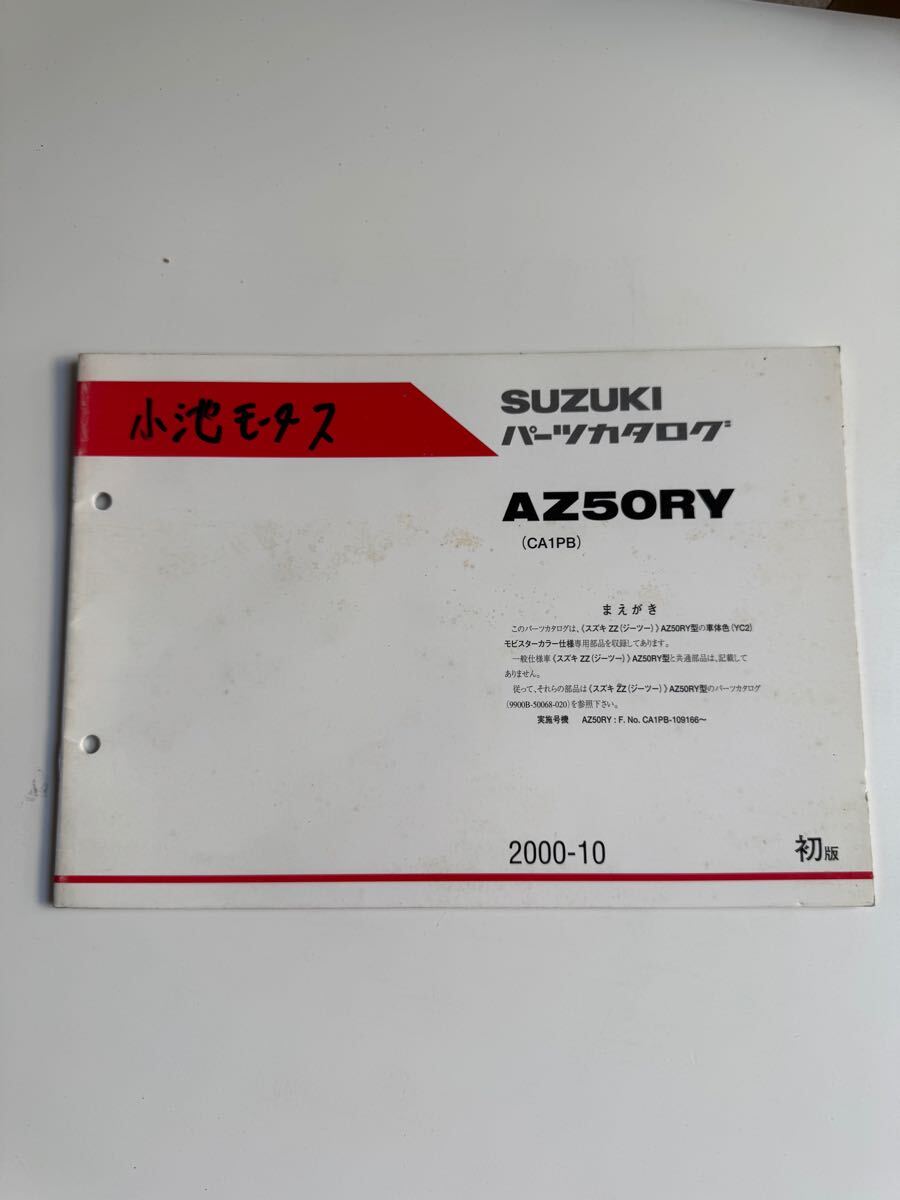 小池モータス
SUZUKI
パーツカタログ
AZ50RY
(CA1PB)
まえがき
このパーツカタログは、《スズキ ZZ(ジーツー)》AZ50RY型の車体色(YC2)
モビスターカラー仕様専用部品を収録してあります。
一般仕様車《スズキ ZZ(ジーツー)》AZ50RY型と共通部品は、記載して
ありません。
従って、それらの部品は《スズキ ZZ(ジーツー)》AZ50RY型のパーツカタログ
(9900B-50068-020)を参照下さい。
実施号機 AZ50RY : F. No. CA1PB-109166〜
2000-10
初版